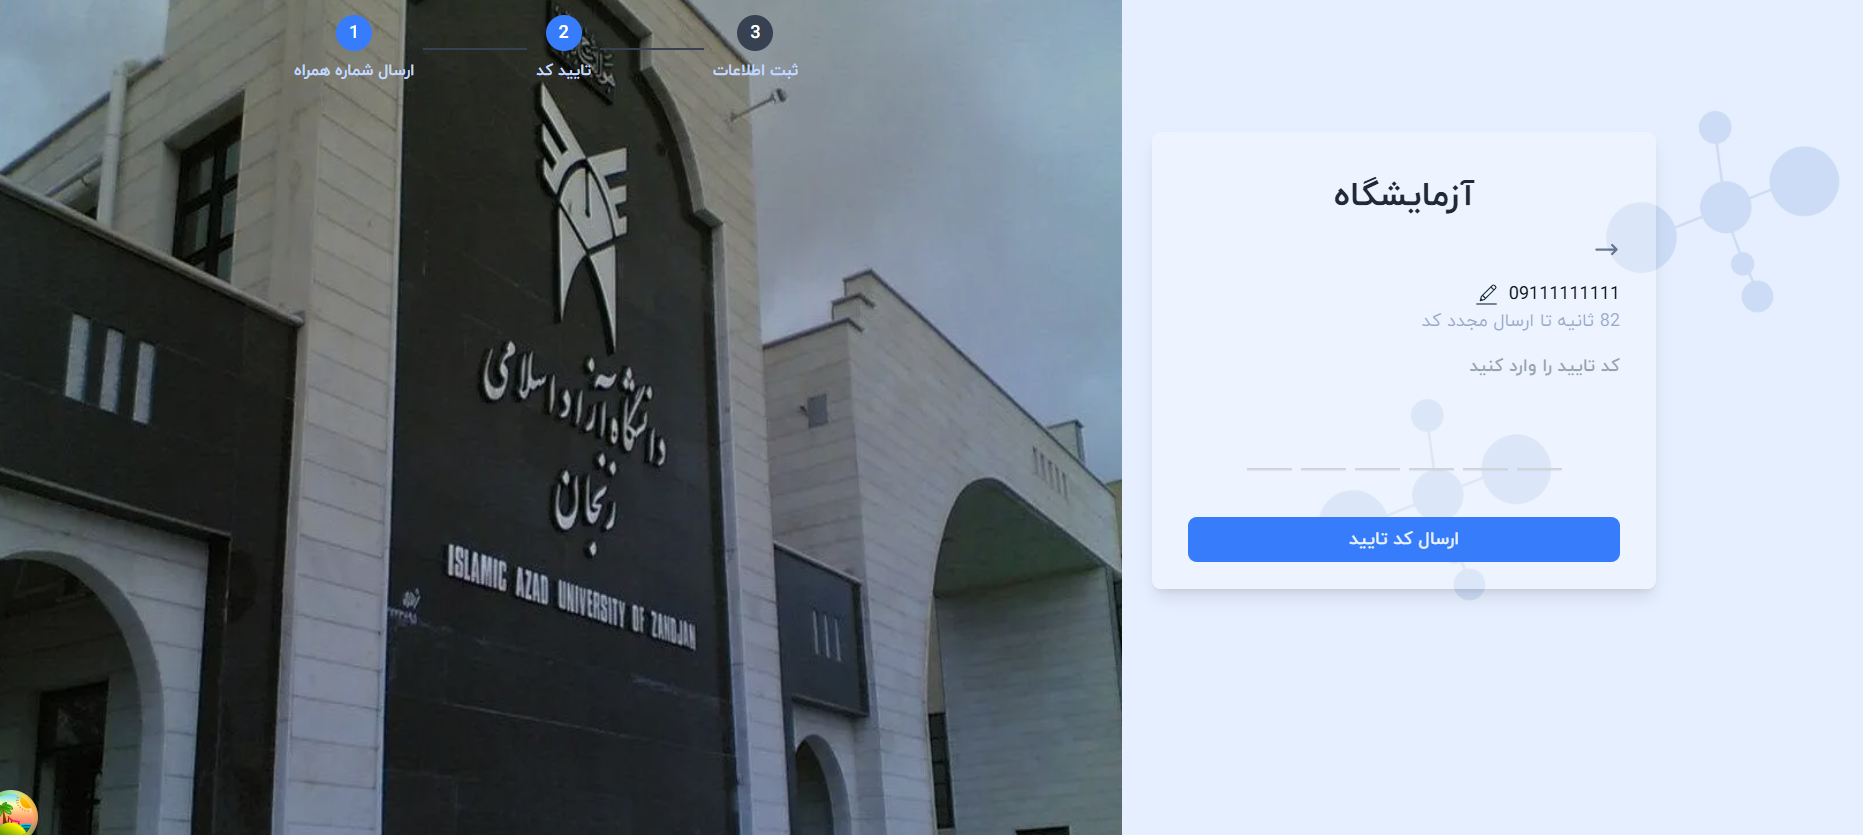 1
2
3
ارسال شماره همراه
تایید کد
ثبت اطلاعات
دانشگاه آزاد اسلامی
زنجان
ISLAMIC AZAD UNIVERSITY OF ZANDJAN
آزمایشگاه
09111111111
82 ثانیه تا ارسال مجدد کد
کد تایید را وارد کنید
ارسال کد تایید